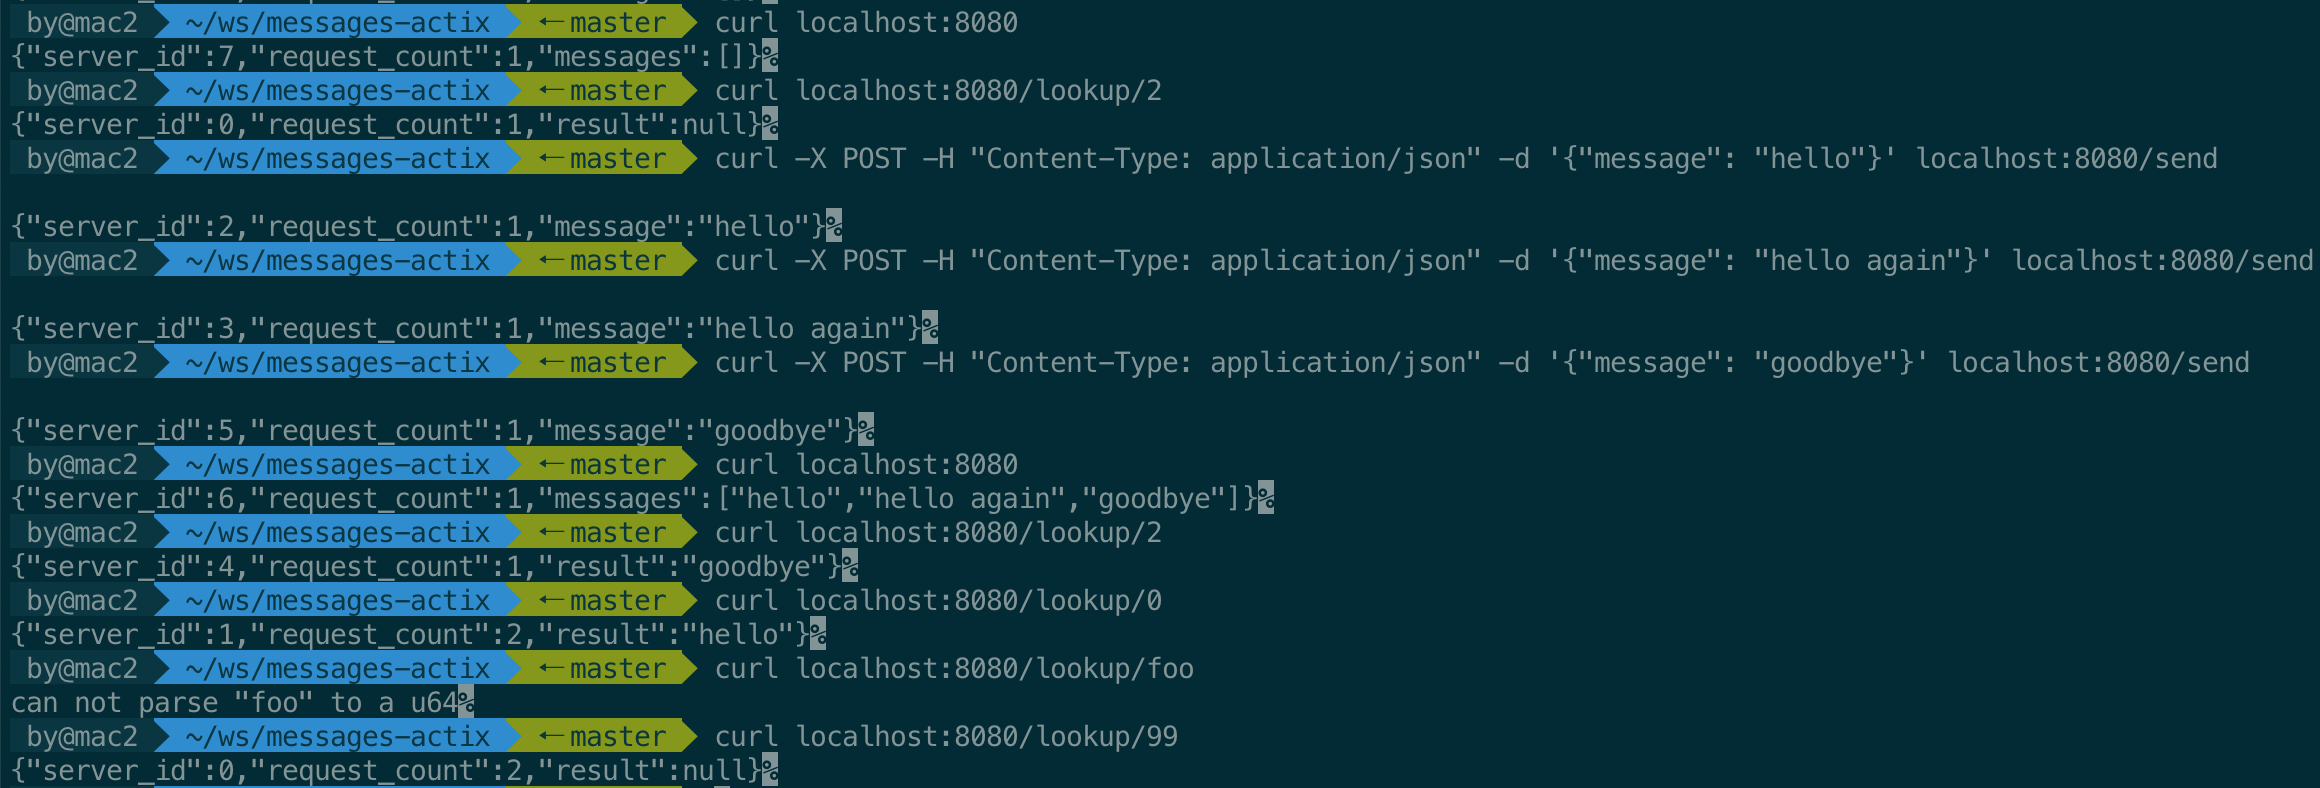 by@mac2 ~/ws/messages-actix ← master curl localhost:8080
{"server_id":7,"request_count":1,"messages":[]}%
by@mac2 ~/ws/messages-actix ← master curl localhost:8080/lookup/2
{"server_id":0,"request_count":1,"result":null}%
by@mac2 ~/ws/messages-actix ← master curl -X POST -H "Content-Type: application/json" -d '{"message": "hello"}' localhost:8080/send
{"server_id":2,"request_count":1,"message":"hello"}%
by@mac2 ~/ws/messages-actix ← master curl -X POST -H "Content-Type: application/json" -d '{"message": "hello again"}' localhost:8080/send
{"server_id":3,"request_count":1,"message":"hello again"}%
by@mac2 ~/ws/messages-actix ← master curl -X POST -H "Content-Type: application/json" -d '{"message": "goodbye"}' localhost:8080/send
{"server_id":5,"request_count":1,"message":"goodbye"}%
by@mac2 ~/ws/messages-actix ← master curl localhost:8080
{"server_id":6,"request_count":1,"messages":["hello","hello again","goodbye"]}%
by@mac2 ~/ws/messages-actix ← master curl localhost:8080/lookup/2
{"server_id":4,"request_count":1,"result":"goodbye"}%
by@mac2 ~/ws/messages-actix ← master curl localhost:8080/lookup/0
{"server_id":1,"request_count":2,"result":"hello"}%
by@mac2 ~/ws/messages-actix ← master curl localhost:8080/lookup/foo
can not parse "foo" to a u64%
by@mac2 ~/ws/messages-actix ← master curl localhost:8080/lookup/99
{"server_id":0,"request_count":2,"result":null}%